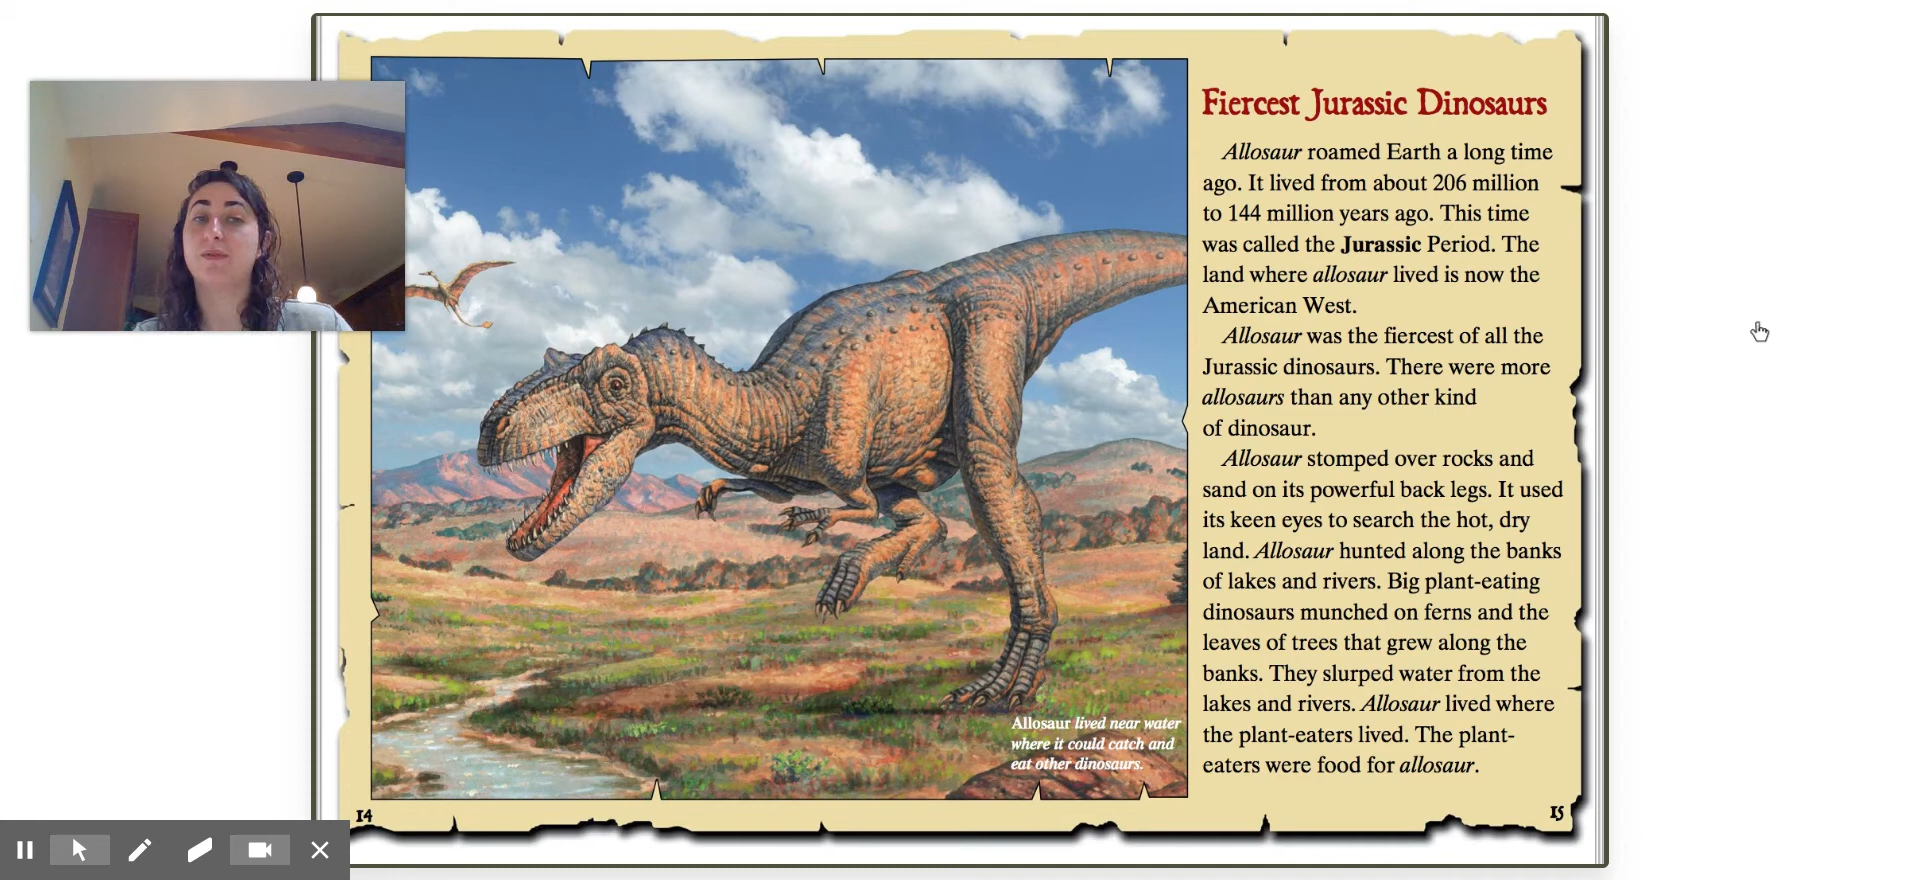 Fiercest Jurassic Dinosaurs
Allosaur roamed Earth a long time
ago. It lived from about 206 million
to 144 million years ago. This time
was called the Jurassic Period. The
land where allosaur lived is now the
American West.
Allosaur was the fiercest of all the
Jurassic dinosaurs. There were more
allosaurs than any other kind
of dinosaur.
Allosaur stomped over rocks and
sand on its powerful back legs. It used
its keen eyes to search the hot, dry
land. Allosaur hunted along the banks
of lakes and rivers. Big plant-eating
dinosaurs munched on ferns and the
leaves of trees that grew along the
banks. They slurped water from the
lakes and rivers. Allosaur lived where
the plant-eaters lived. The plant-
eaters were food for allosaur.
Allosaur lived near water
where it could catch and
eat other dinosaurs.
14
15